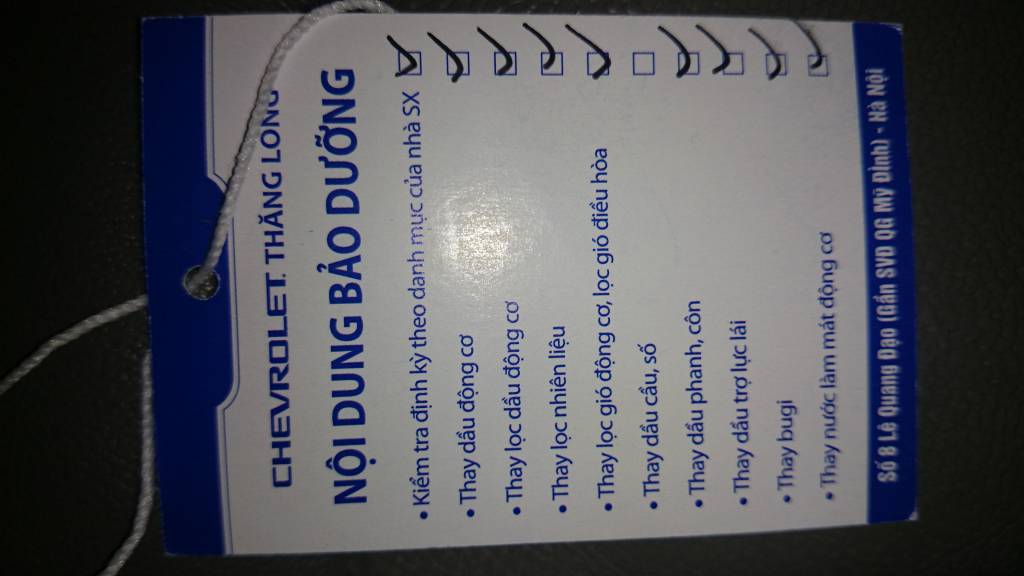 CHEVROLET THĂNG LONG
NỘI DUNG BẢO DƯỠNG
• Kiểm tra định kỳ theo danh mục của nhà SX
• Thay dầu động cơ
• Thay lọc dầu động cơ
• Thay lọc nhiên liệu
• Thay lọc gió động cơ, lọc gió điều hòa
• Thay dầu cầu, số
• Thay dầu phanh, côn
• Thay dầu trợ lực lái
• Thay bugi
• Thay nước làm mát động cơ
Số 8 Lê Quang Đạo (Gần SVĐ QG Mỹ Đình) - Hà Nội